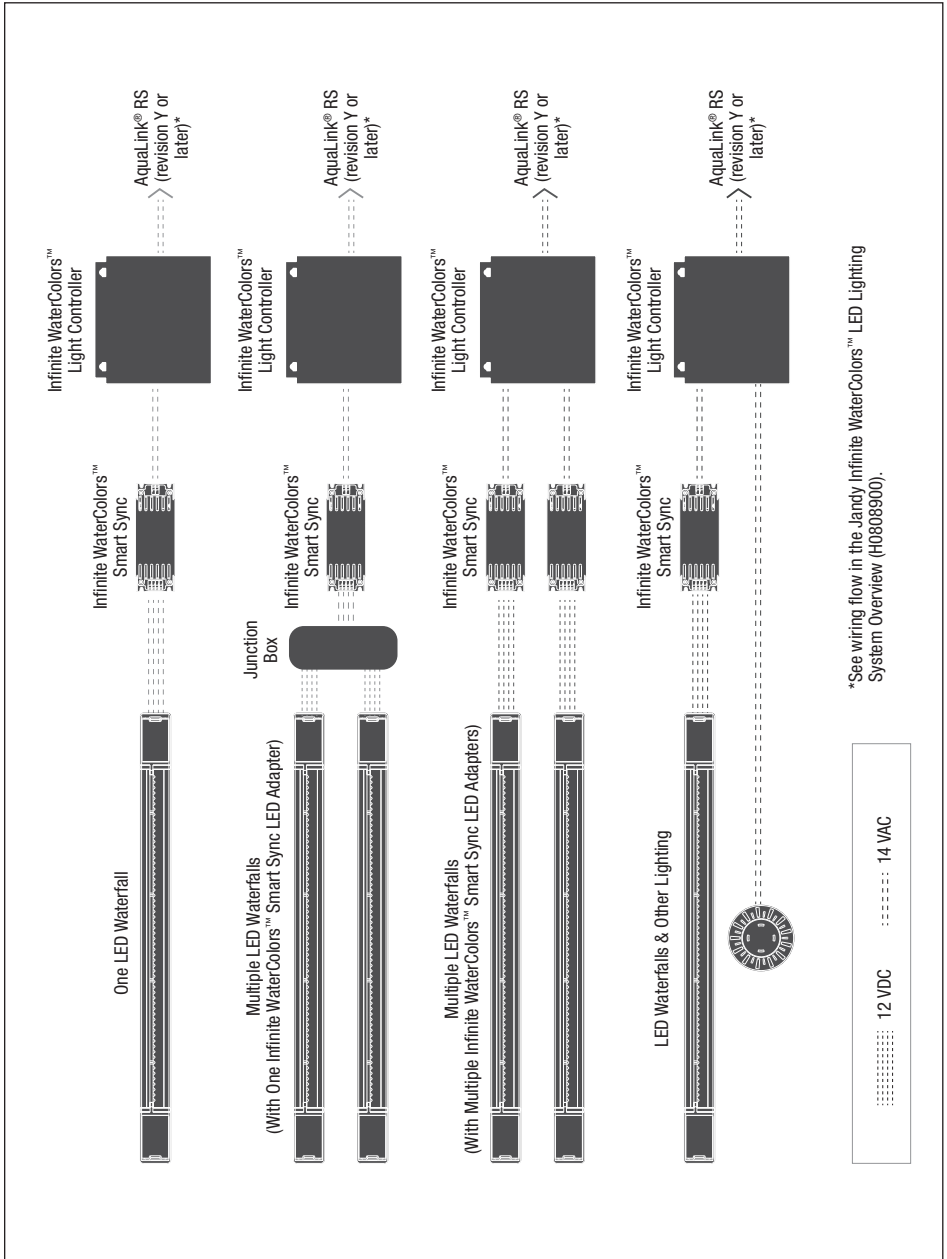 One LED Waterfall
Infinite WaterColors™
Smart Sync
Infinite WaterColors™
Light Controller
AquaLink® RS
(revision Y or
later)*
Multiple LED Waterfalls
(With One Infinite WaterColors™ Smart Sync LED Adapter)
Junction
Box
Infinite WaterColors™
Smart Sync
Infinite WaterColors™
Light Controller
AquaLink® RS
(revision Y or
later)*
Multiple LED Waterfalls
(With Multiple Infinite WaterColors™ Smart Sync LED Adapters)
Infinite WaterColors™
Smart Sync
Infinite WaterColors™
Light Controller
AquaLink® RS
(revision Y or
later)*
LED Waterfalls & Other Lighting
Infinite WaterColors™
Smart Sync
Infinite WaterColors™
Light Controller
AquaLink® RS
(revision Y or
later)*
12 VDC
14 VAC
*See wiring flow in the Jandy Infinite WaterColors™ LED Lighting
System Overview (H0808900).